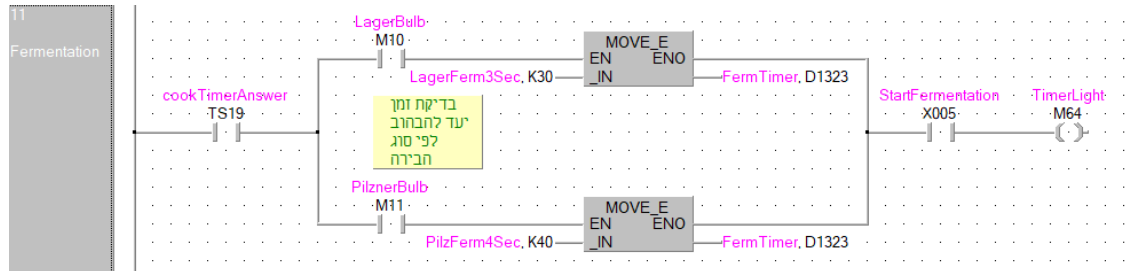 11
Fermentation
LagerBulb
M10
MOVE_E
EN ENO
LagerFerm3Sec, K30
_IN
FermTimer, D1323
cookTimerAnswer
TS19
בדיקת זמן
יעד להבהוב
לפי סוג
הבירה
StartFermentation
X005
TimerLight
M64
PilznerBulb
M11
MOVE_E
EN ENO
PilzFerm4Sec, K40
_IN
FermTimer, D1323